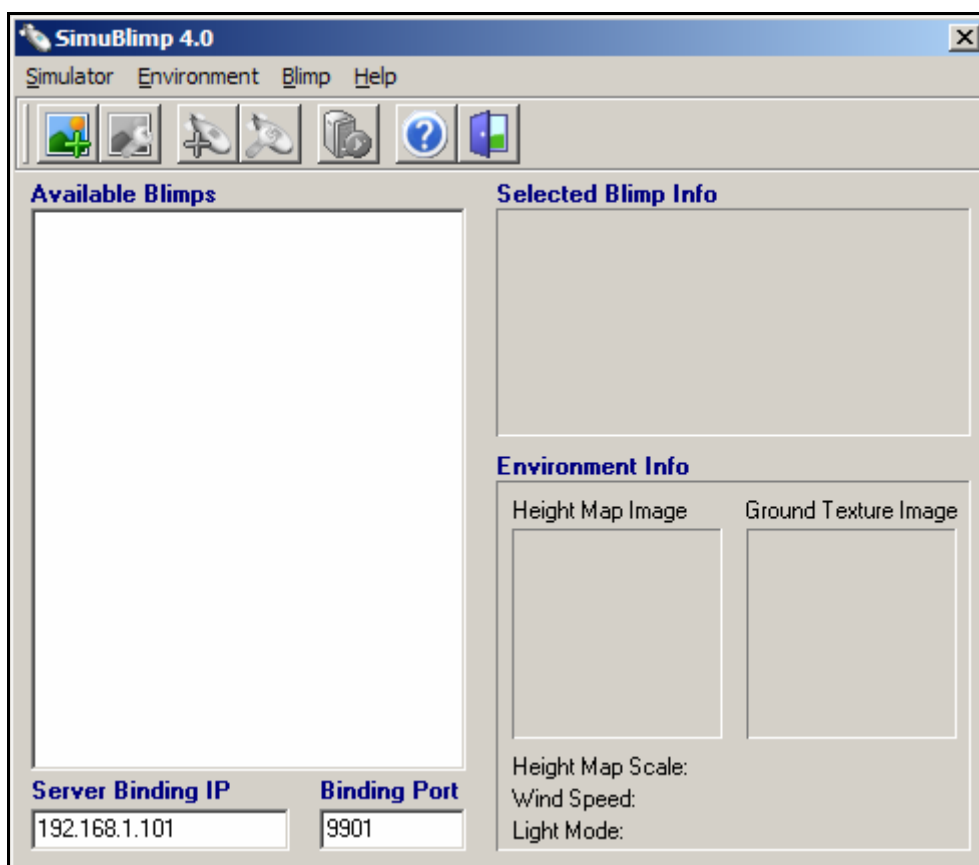 SimuBlimp 4.0
Simulator Environment Blimp Help
Available Blimps
Selected Blimp Info
Environment Info
Height Map Image Ground Texture Image
Height Map Scale:
Wind Speed:
Light Mode:
Server Binding IP Binding Port
192.168.1.101 9901